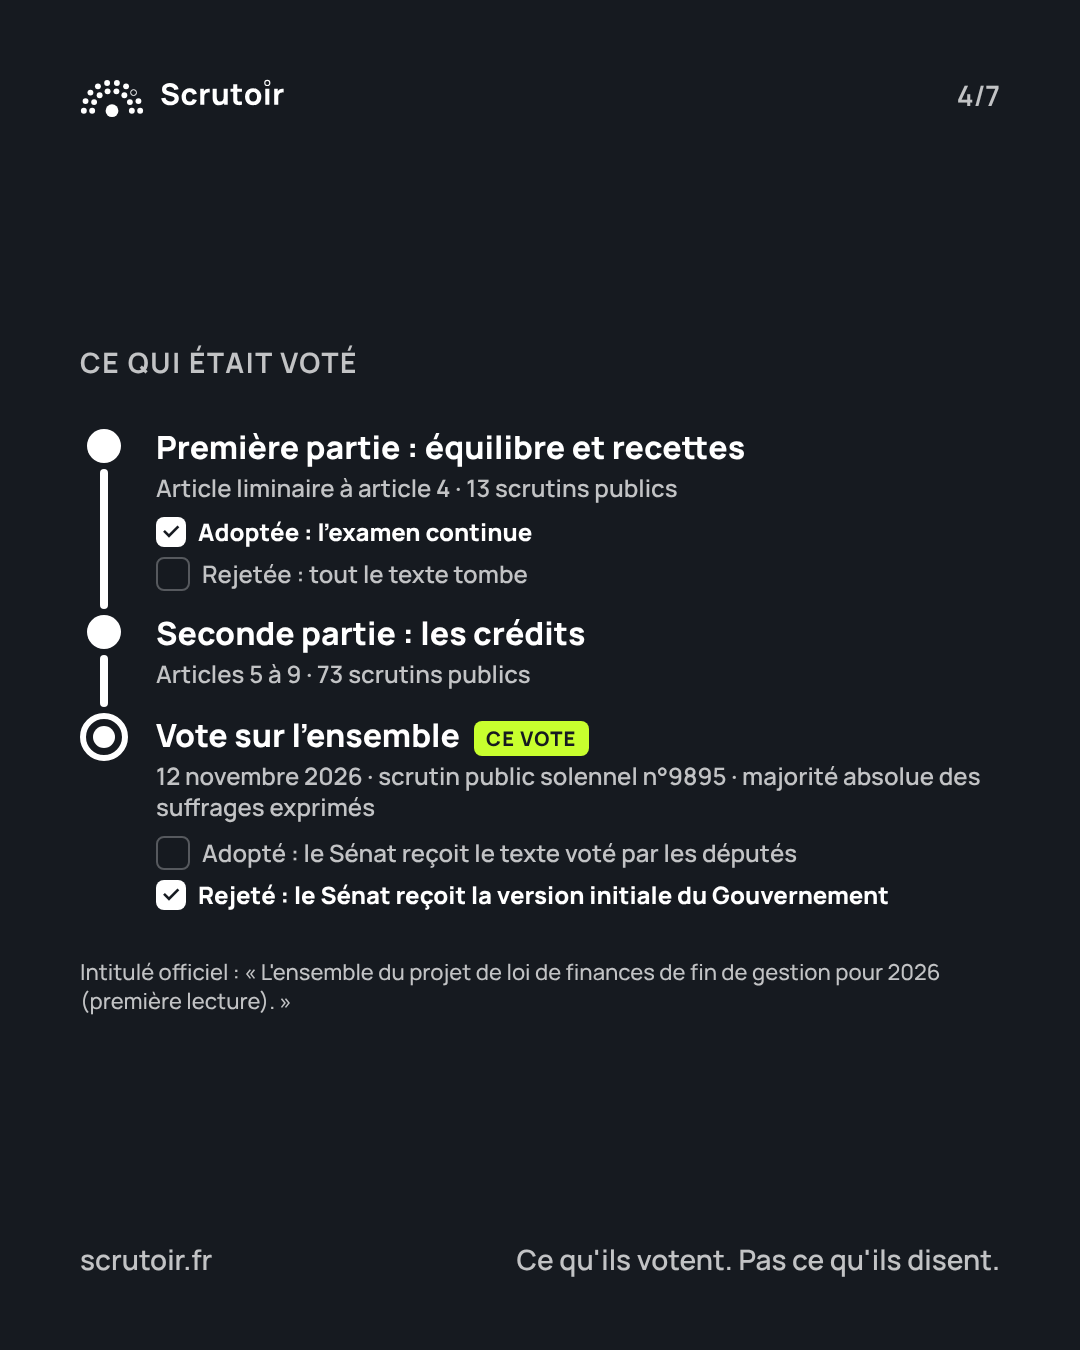 Scrutoir
4/7
CE QUI ÉTAIT VOTÉ
Première partie : équilibre et recettes
Article liminaire à article 4 · 13 scrutins publics
Adoptée : l’examen continue
Rejetée : tout le texte tombe
Seconde partie : les crédits
Articles 5 à 9 · 73 scrutins publics
Vote sur l’ensemble CE VOTE
12 novembre 2026 · scrutin public solennel n°9895 · majorité absolue des
suffrages exprimés
Adopté : le Sénat reçoit le texte voté par les députés
Rejeté : le Sénat reçoit la version initiale du Gouvernement
Intitulé officiel : « L'ensemble du projet de loi de finances de fin de gestion pour 2026
(première lecture). »
scrutoir.fr
Ce qu'ils votent. Pas ce qu'ils disent.